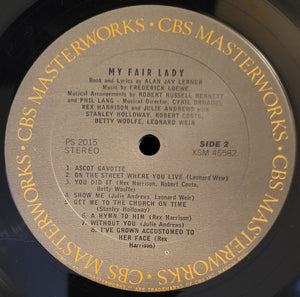 CBS MASTERWORKS · CBS MASTERWORKS · CBS MASTERWORKS · CBS MASTERWORKS ·
MY FAIR LADY
Book and Lyrics by ALAN JAY LERNER
Music by FREDERICK LOEWE
Musical Arrangements by ROBERT RUSSELL BENNETT
and PHIL LANG - Musical Director, CYRIL ORNADEL
REX HARRISON and JULIE ANDREWS with
STANLEY HOLLOWAY, ROBERT COOTE,
BETTY WOOLFE, LEONARD WEIR
PS 2015
STEREO
SIDE 2
XSM 45582
1. ASCOT GAVOTTE
2. ON THE STREET WHERE YOU LIVE (Leonard Weir)
3. YOU DID IT (Rex Harrison, Robert Coote,
Betty Woolfe)
4. SHOW ME (Julie Andrews, Leonard Weir)
GET ME TO THE CHURCH ON TIME
(Stanley Holloway)
6. A HYMN TO HIM (Rex Harrison)
7. WITHOUT YOU (Julie Andrews)
8. I'VE GROWN ACCUSTOMED TO
HER FACE (Rex
Harrison)
ARE TRADEMARKS OF CBS